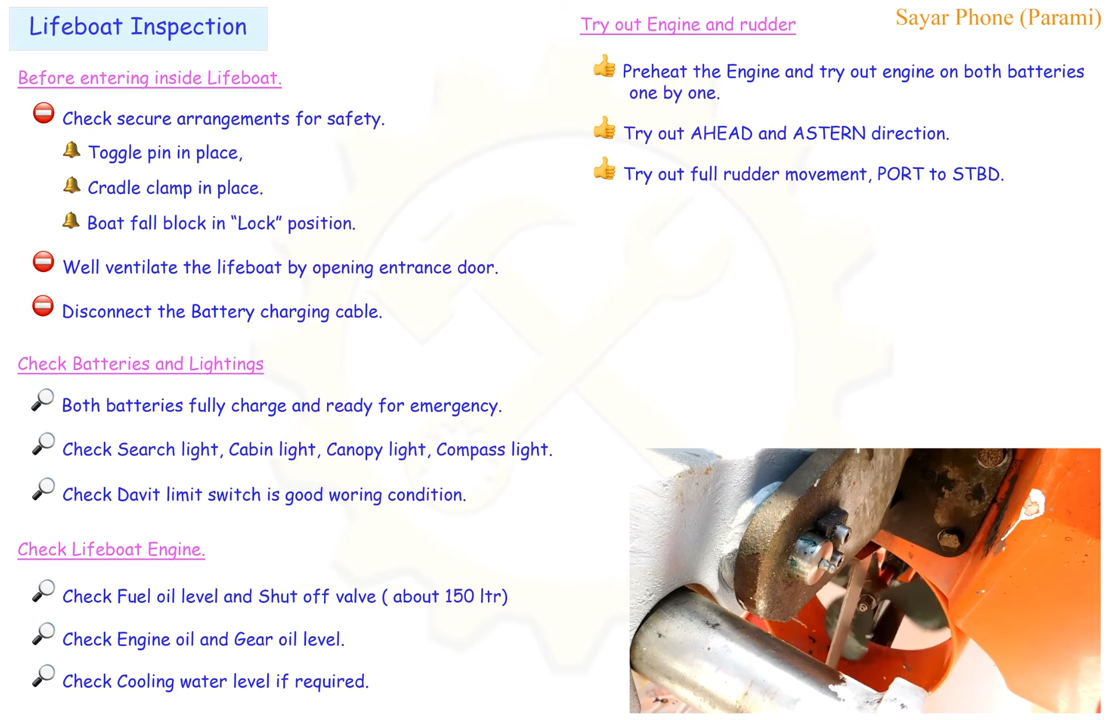 Lifeboat Inspection
Before entering inside Lifeboat.
Check secure arrangements for safety.
Toggle pin in place,
Cradle clamp in place.
Boat fall block in “Lock” position.
Well ventilate the lifeboat by opening entrance door.
Disconnect the Battery charging cable.
Check Batteries and Lightings
Both batteries fully charge and ready for emergency.
Check Search light, Cabin light, Canopy light, Compass light.
Check Davit limit switch is good woring condition.
Check Lifeboat Engine.
Check Fuel oil level and Shut off valve ( about 150 ltr)
Check Engine oil and Gear oil level.
Check Cooling water level if required.
Sayar Phone (Parami)
Try out Engine and rudder
Preheat the Engine and try out engine on both batteries
one by one.
Try out AHEAD and ASTERN direction.
Try out full rudder movement, PORT to STBD.